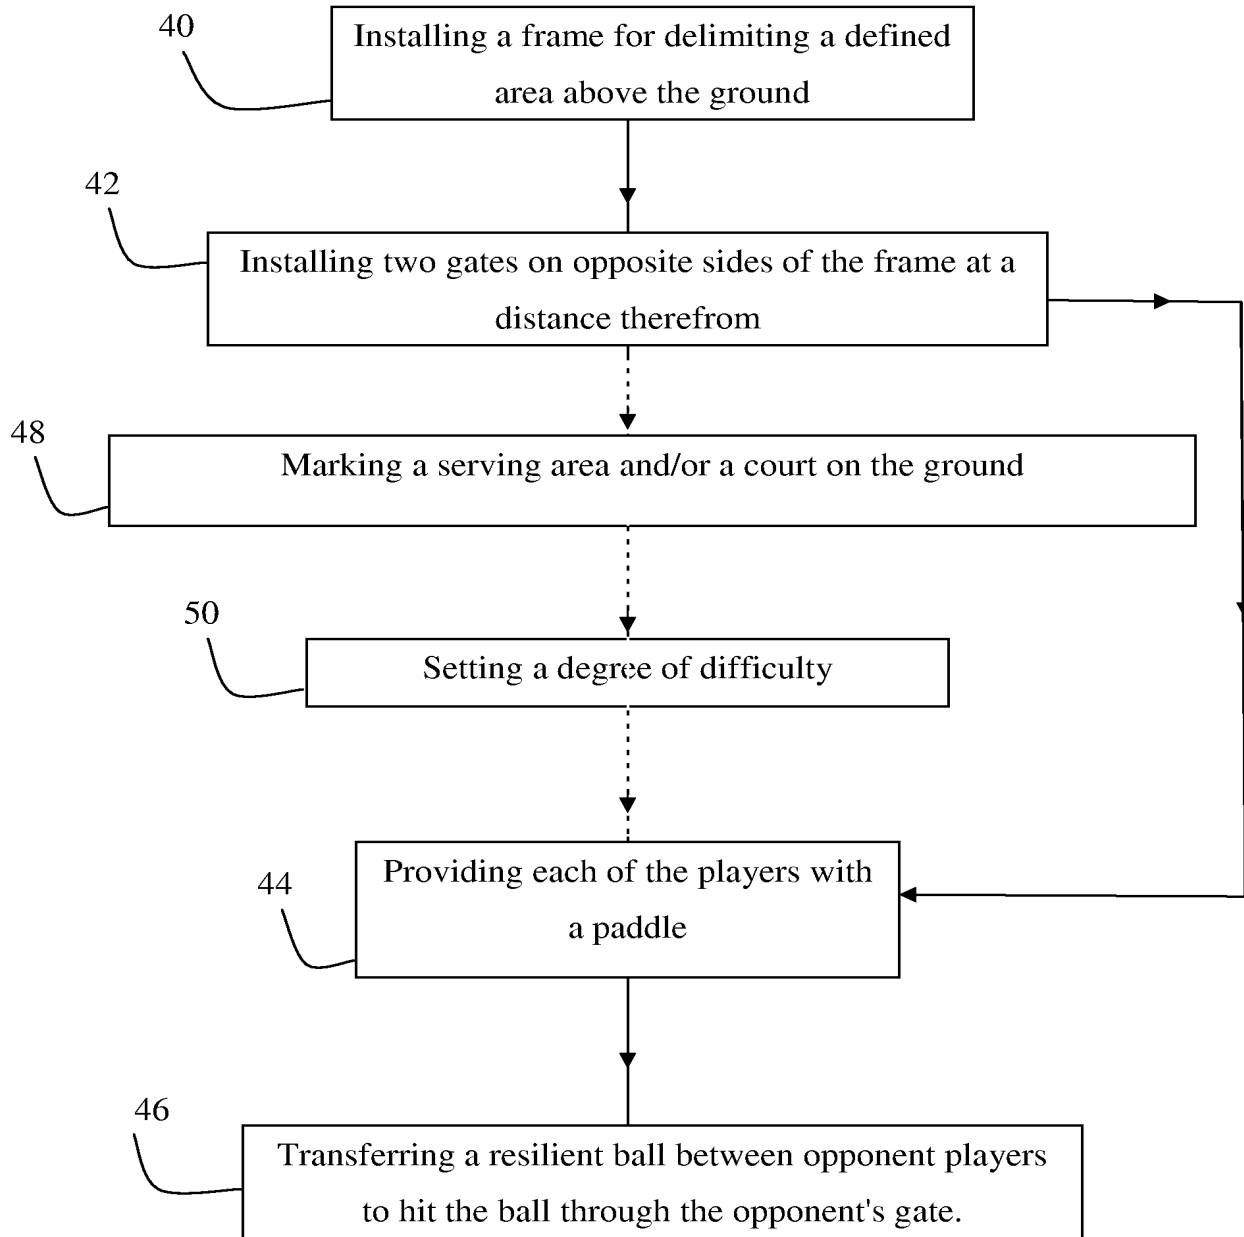 40
Installing a frame for delimiting a defined
area above the ground
42
Installing two gates on opposite sides of the frame at a
distance therefrom
48
Marking a serving area and/or a court on the ground
50
Setting a degree of difficulty
44
Providing each of the players with
a paddle
46
Transferring a resilient ball between opponent players
to hit the ball through the opponent's gate.